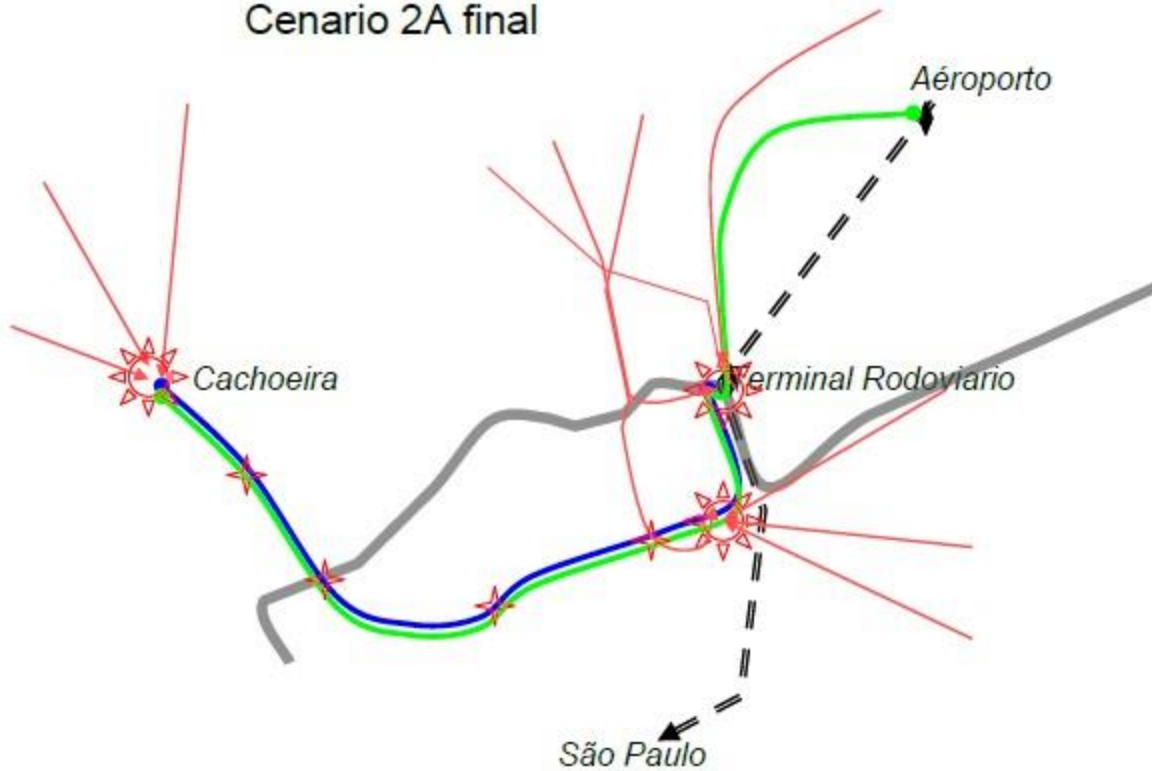 Cenario 2A final
Aéroporto
Cachoeira
Terminal Rodoviario
São Paulo